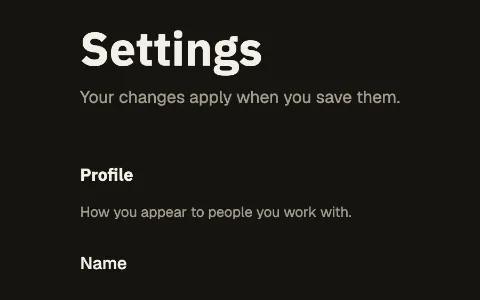 Settings
Your changes apply when you save them.
Profile
How you appear to people you work with.
Name